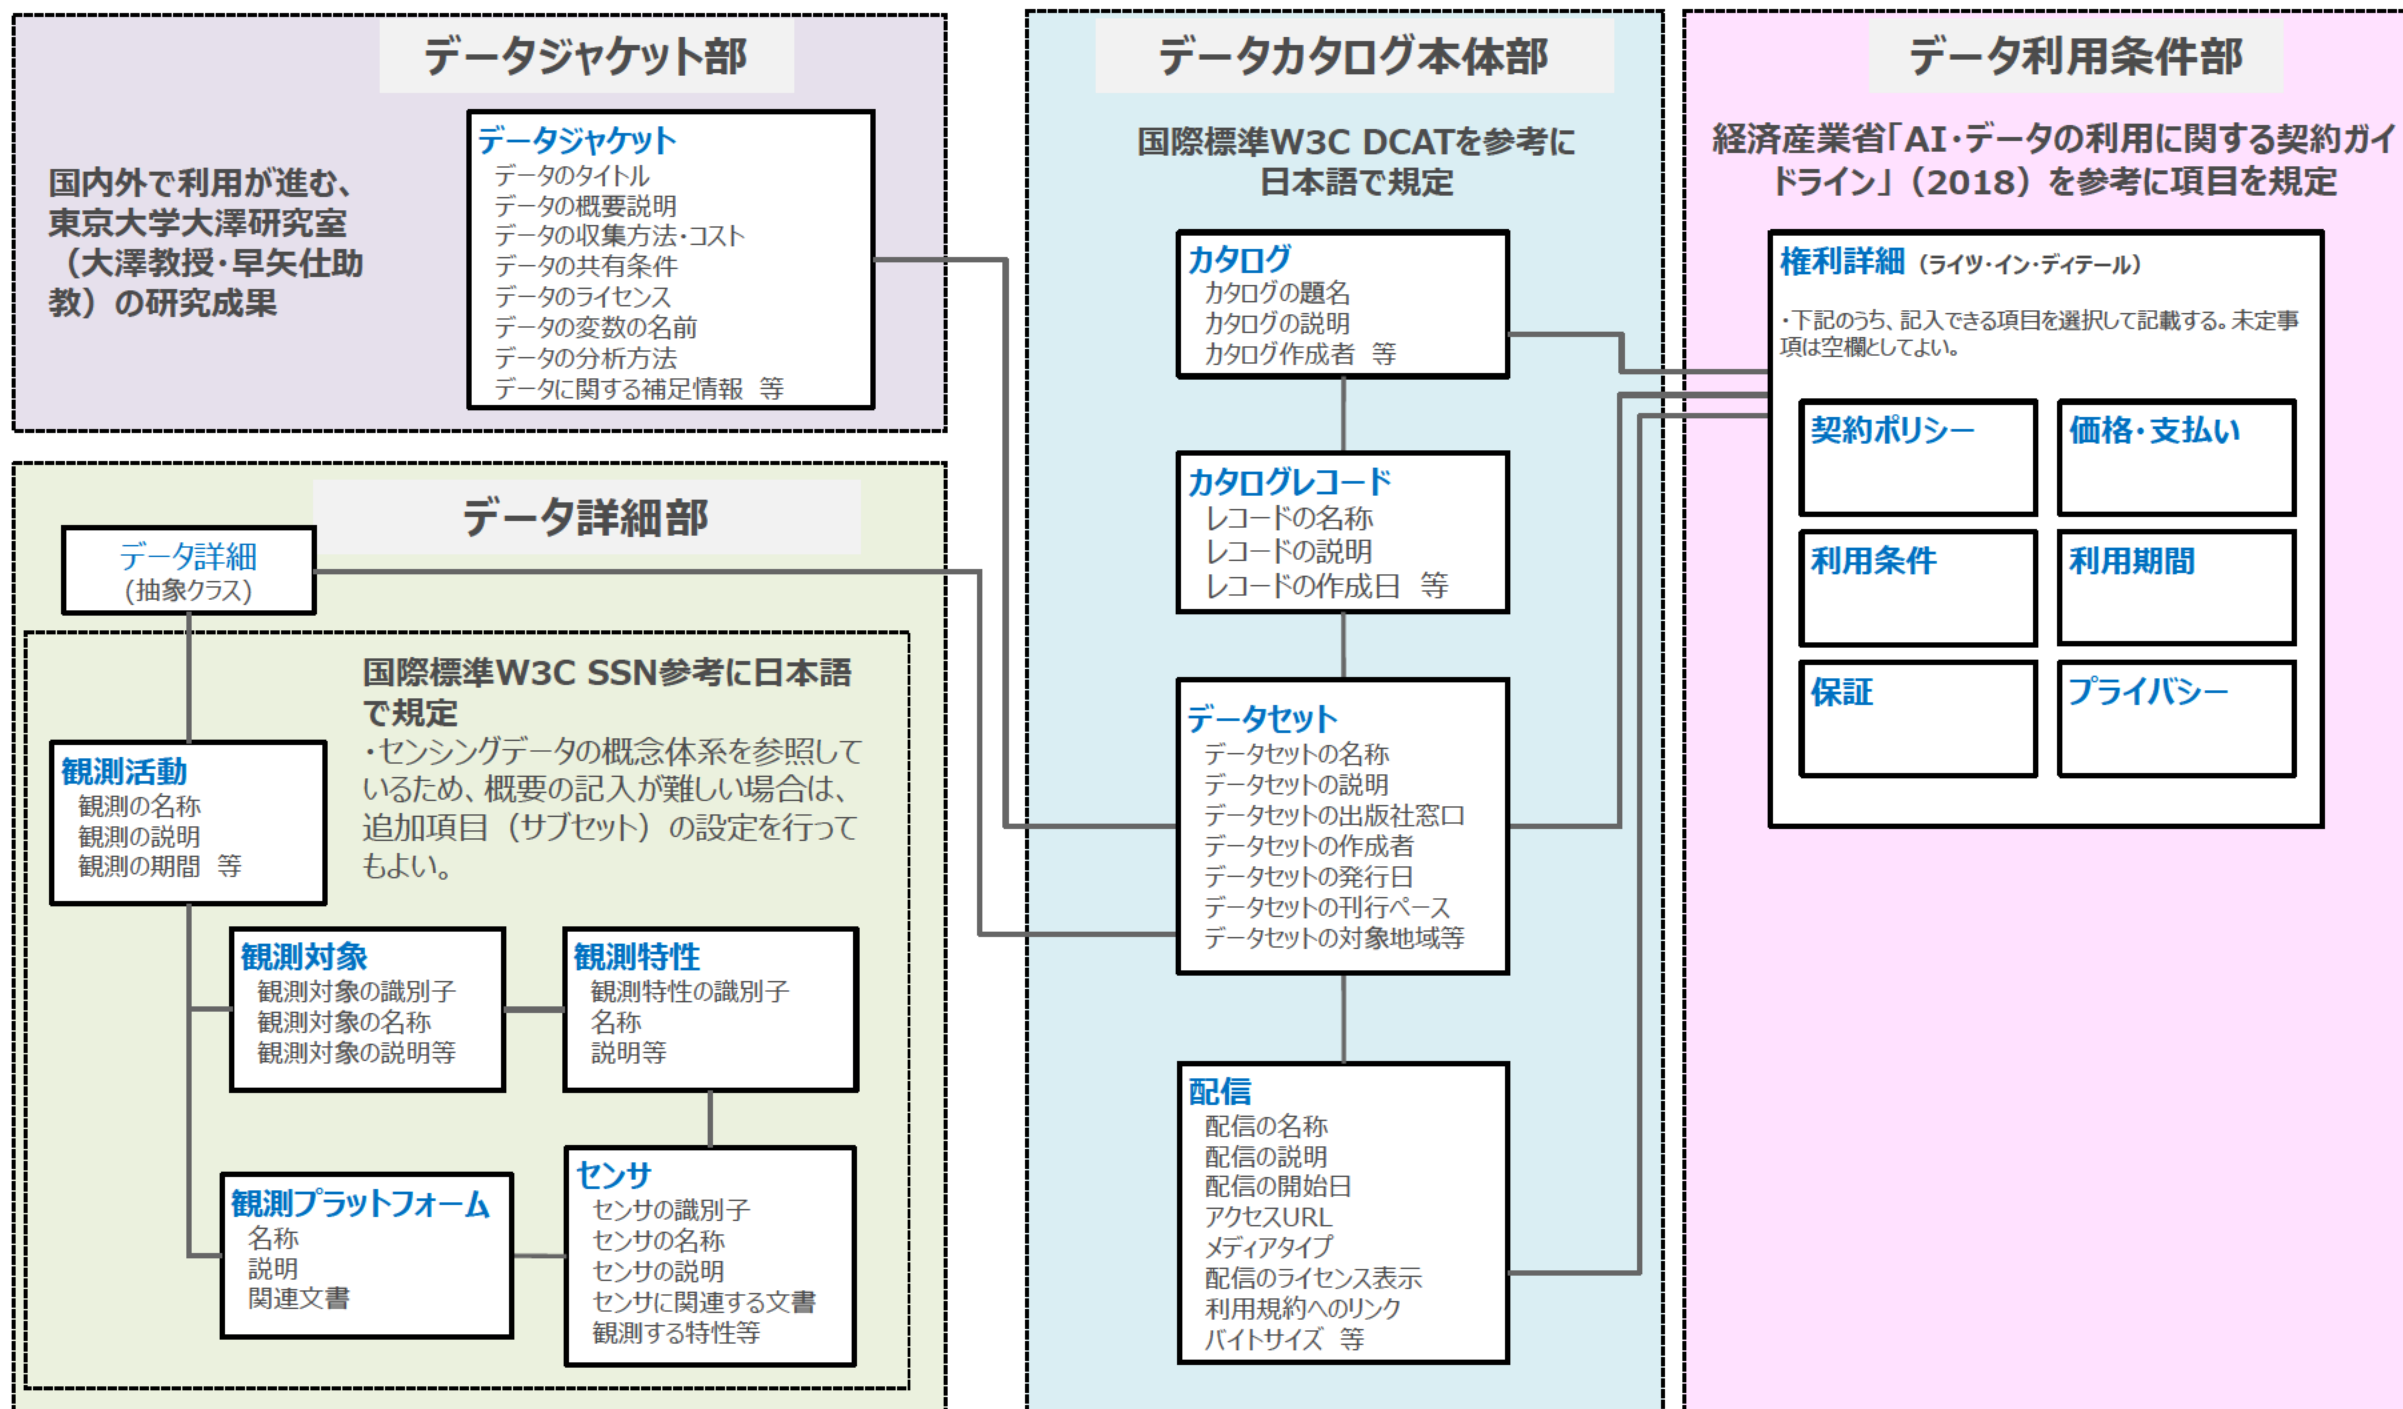 データジャケット部
国内外で利用が進む、
東京大学大澤研究室
（大澤教授・早矢仕助
教）の研究成果
データジャケット
データのタイトル
データの概要説明
データの収集方法・コスト
データの共有条件
データのライセンス
データの変数の名前
データの分析方法
データに関する補足情報　等
データ詳細部
データ詳細
(抽象クラス)
国際標準W3C SSN参考に日本語
で規定
・センシングデータの概念体系を参照して
いるため、概要の記入が難しい場合は、
追加項目（サブセット）の設定を行って
もよい。
観測活動
観測の名称
観測の説明
観測の期間　等
観測対象
観測対象の識別子
観測対象の名称
観測対象の説明等
観測特性
観測特性の識別子
名称
説明等
観測プラットフォーム
名称
説明
関連文書
センサ
センサの識別子
センサの名称
センサの説明
センサに関連する文書
観測する特性等
データカタログ本体部
国際標準W3C DCATを参考に
日本語で規定
カタログ
カタログの題名
カタログの説明
カタログ作成者　等
カタログレコード
レコードの名称
レコードの説明
レコードの作成日　等
データセット
データセットの名称
データセットの説明
データセットの出版社窓口
データセットの作成者
データセットの発行日
データセットの刊行ペース
データセットの対象地域等
配信
配信の名称
配信の説明
配信の開始日
アクセスURL
メディアタイプ
配信のライセンス表示
利用規約へのリンク
バイトサイズ　等
データ利用条件部
経済産業省「AI・データの利用に関する契約ガイ
ドライン」（2018）を参考に項目を規定
権利詳細（ライツ・イン・ディテール）
・下記のうち、記入できる項目を選択して記載する。未定事
項は空欄としてよい。
契約ポリシー
価格・支払い
利用条件
利用期間
保証
プライバシー